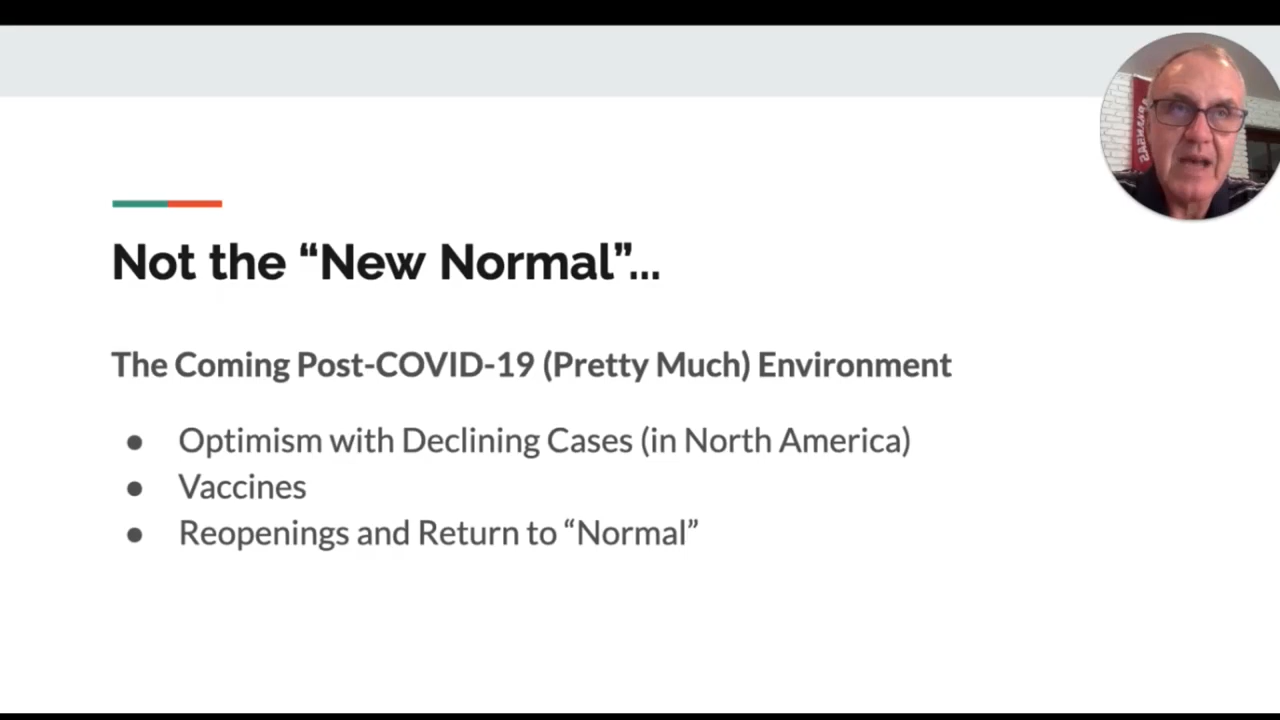 Not the “New Normal”...
The Coming Post-COVID-19 (Pretty Much) Environment
● Optimism with Declining Cases (in North America)
● Vaccines
● Reopenings and Return to “Normal”
ARKANSAS